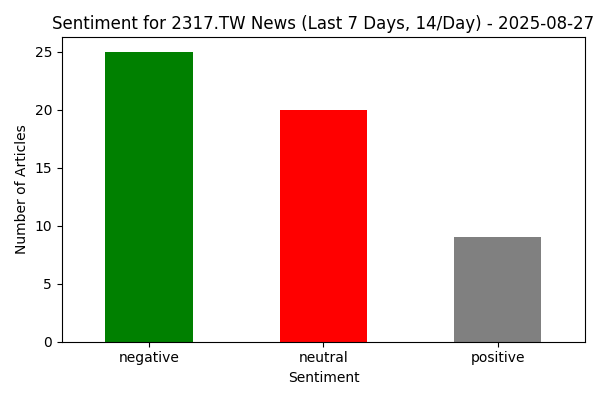 Sentiment for 2317.TW News (Last 7 Days, 14/Day) - 2025-08-27
Number of Articles
25
20
15
10
5
0
negative neutral positive
Sentiment